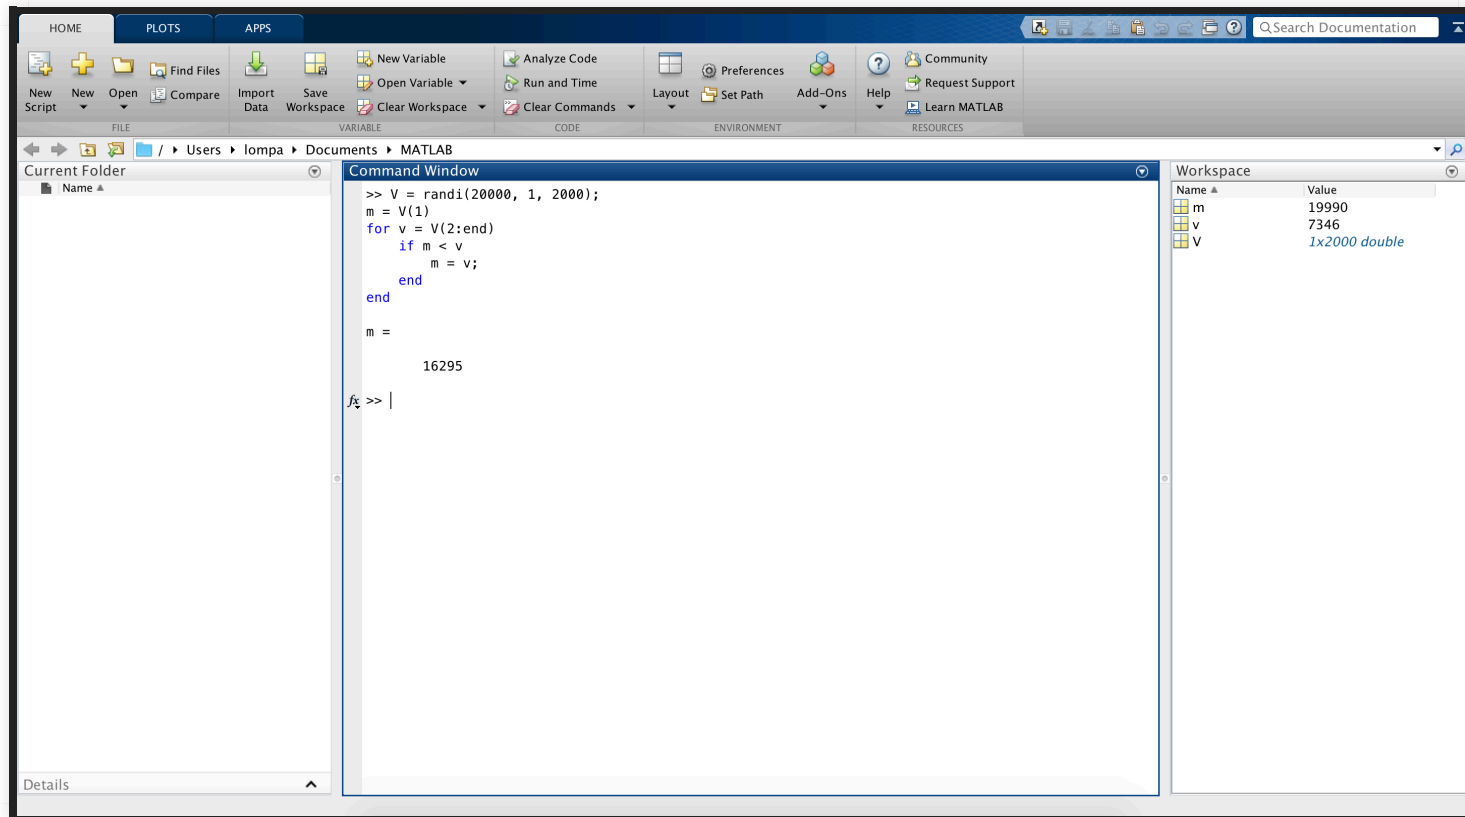 HOME PLOTS APPS
Search Documentation
New Script
New
Open
Find Files
Compare
FILE
Import Data
Save Workspace
New Variable
Open Variable
Clear Workspace
VARIABLE
Analyze Code
Run and Time
Clear Commands
CODE
Layout
Preferences
Set Path
Add-Ons
ENVIRONMENT
Help
Community
Request Support
Learn MATLAB
RESOURCES
/ Users lompa Documents MATLAB
Current Folder
Name
Details
Command Window
>> V = randi(20000, 1, 2000);
m = V(1)
for v = V(2:end)
    if m < v
        m = v;
    end
end
m =
16295
fx >>
Workspace
Name Value
m 19990
v 7346
V 1x2000 double